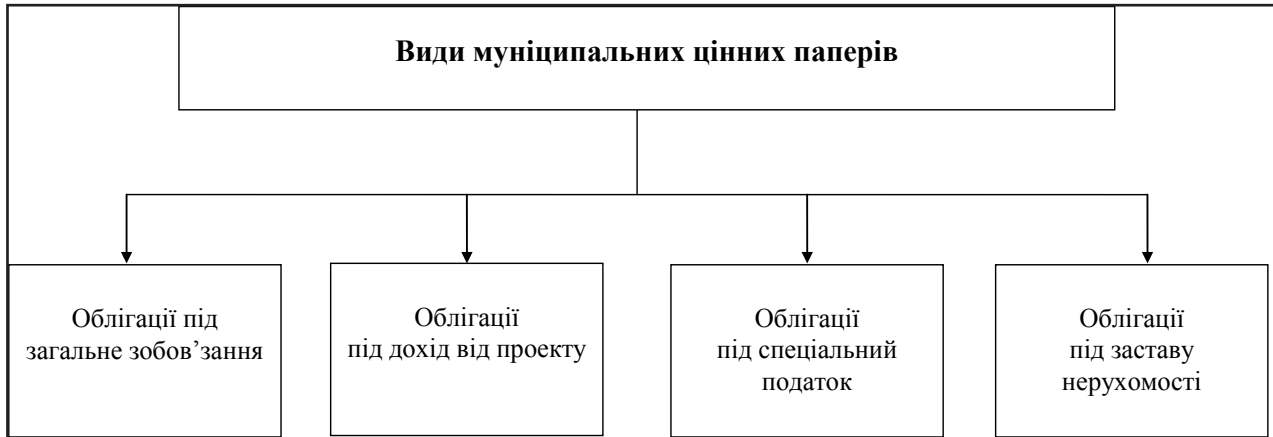 Види муніципальних цінних паперів
Облігації під
загальне зобов’зання
Облігації
під дохід від проекту
Облігації
під спеціальний
податок
Облігації
під заставу
нерухомості